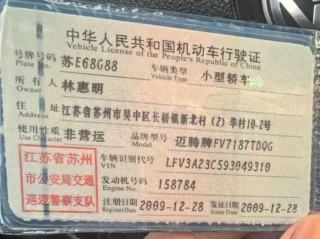 中华人民共和国机动车行驶证
Vehicle License of the People's Republic of China
号牌号码 苏E68G88 车辆类型 小型轿车
Plate No. Vehicle Type
所有人 林惠明
Owner
住址 江苏省苏州市吴中区长桥镇新北村(2)华村10-2号
Address
使用性质 非营运 品牌型号 迈腾牌FV7187TDQG
Use Character Model
江苏省苏州市公安局交通巡逻警察支队
车辆识别代号 LFV3A23C593049310
VIN
发动机号码 158784
Engine No.
注册日期 2009-12-28 发证日期 2009-12-28
Register Date Issue Date